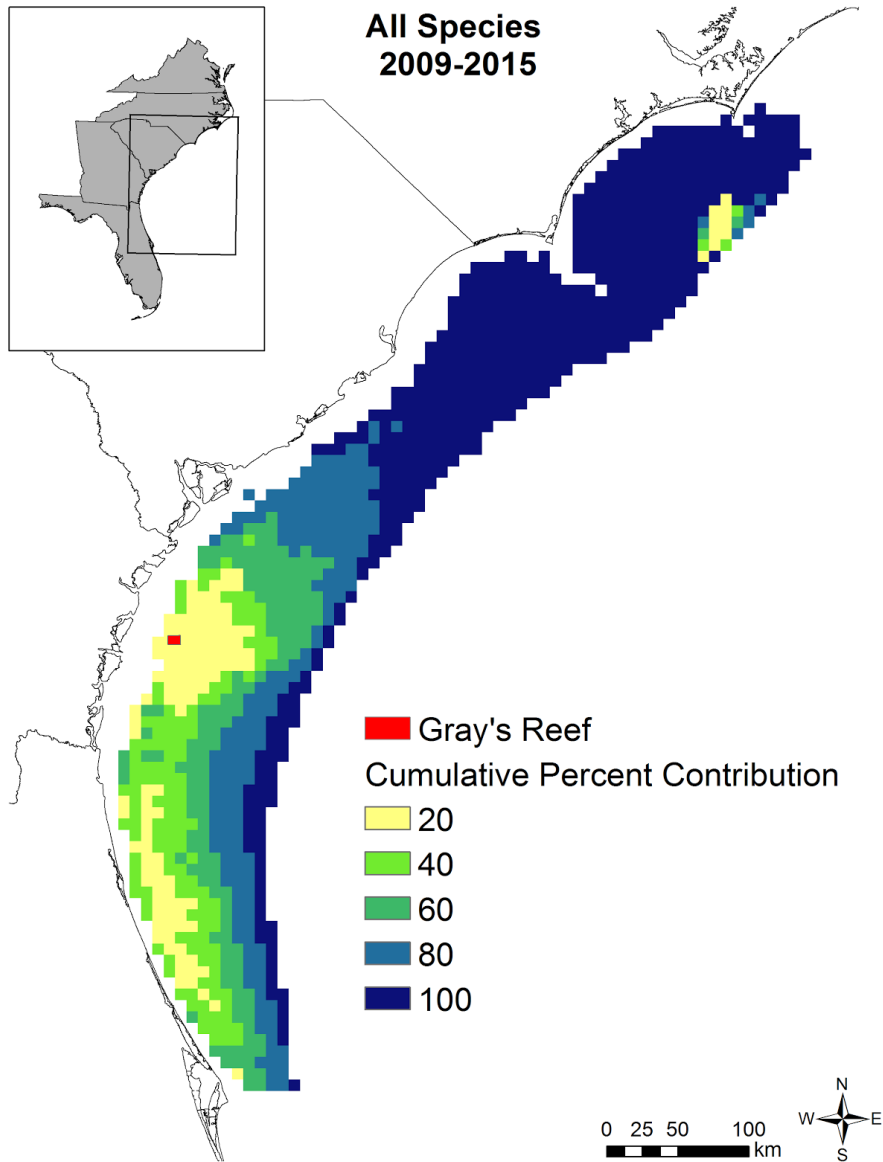 All Species
2009-2015
Gray's Reef
Cumulative Percent Contribution
20
40
60
80
100
N
W E
S
0 25 50 100
km